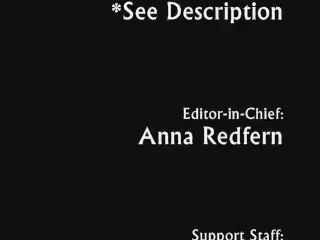 *See Description
Editor-in-Chief:
Anna Redfern
Support Staff: